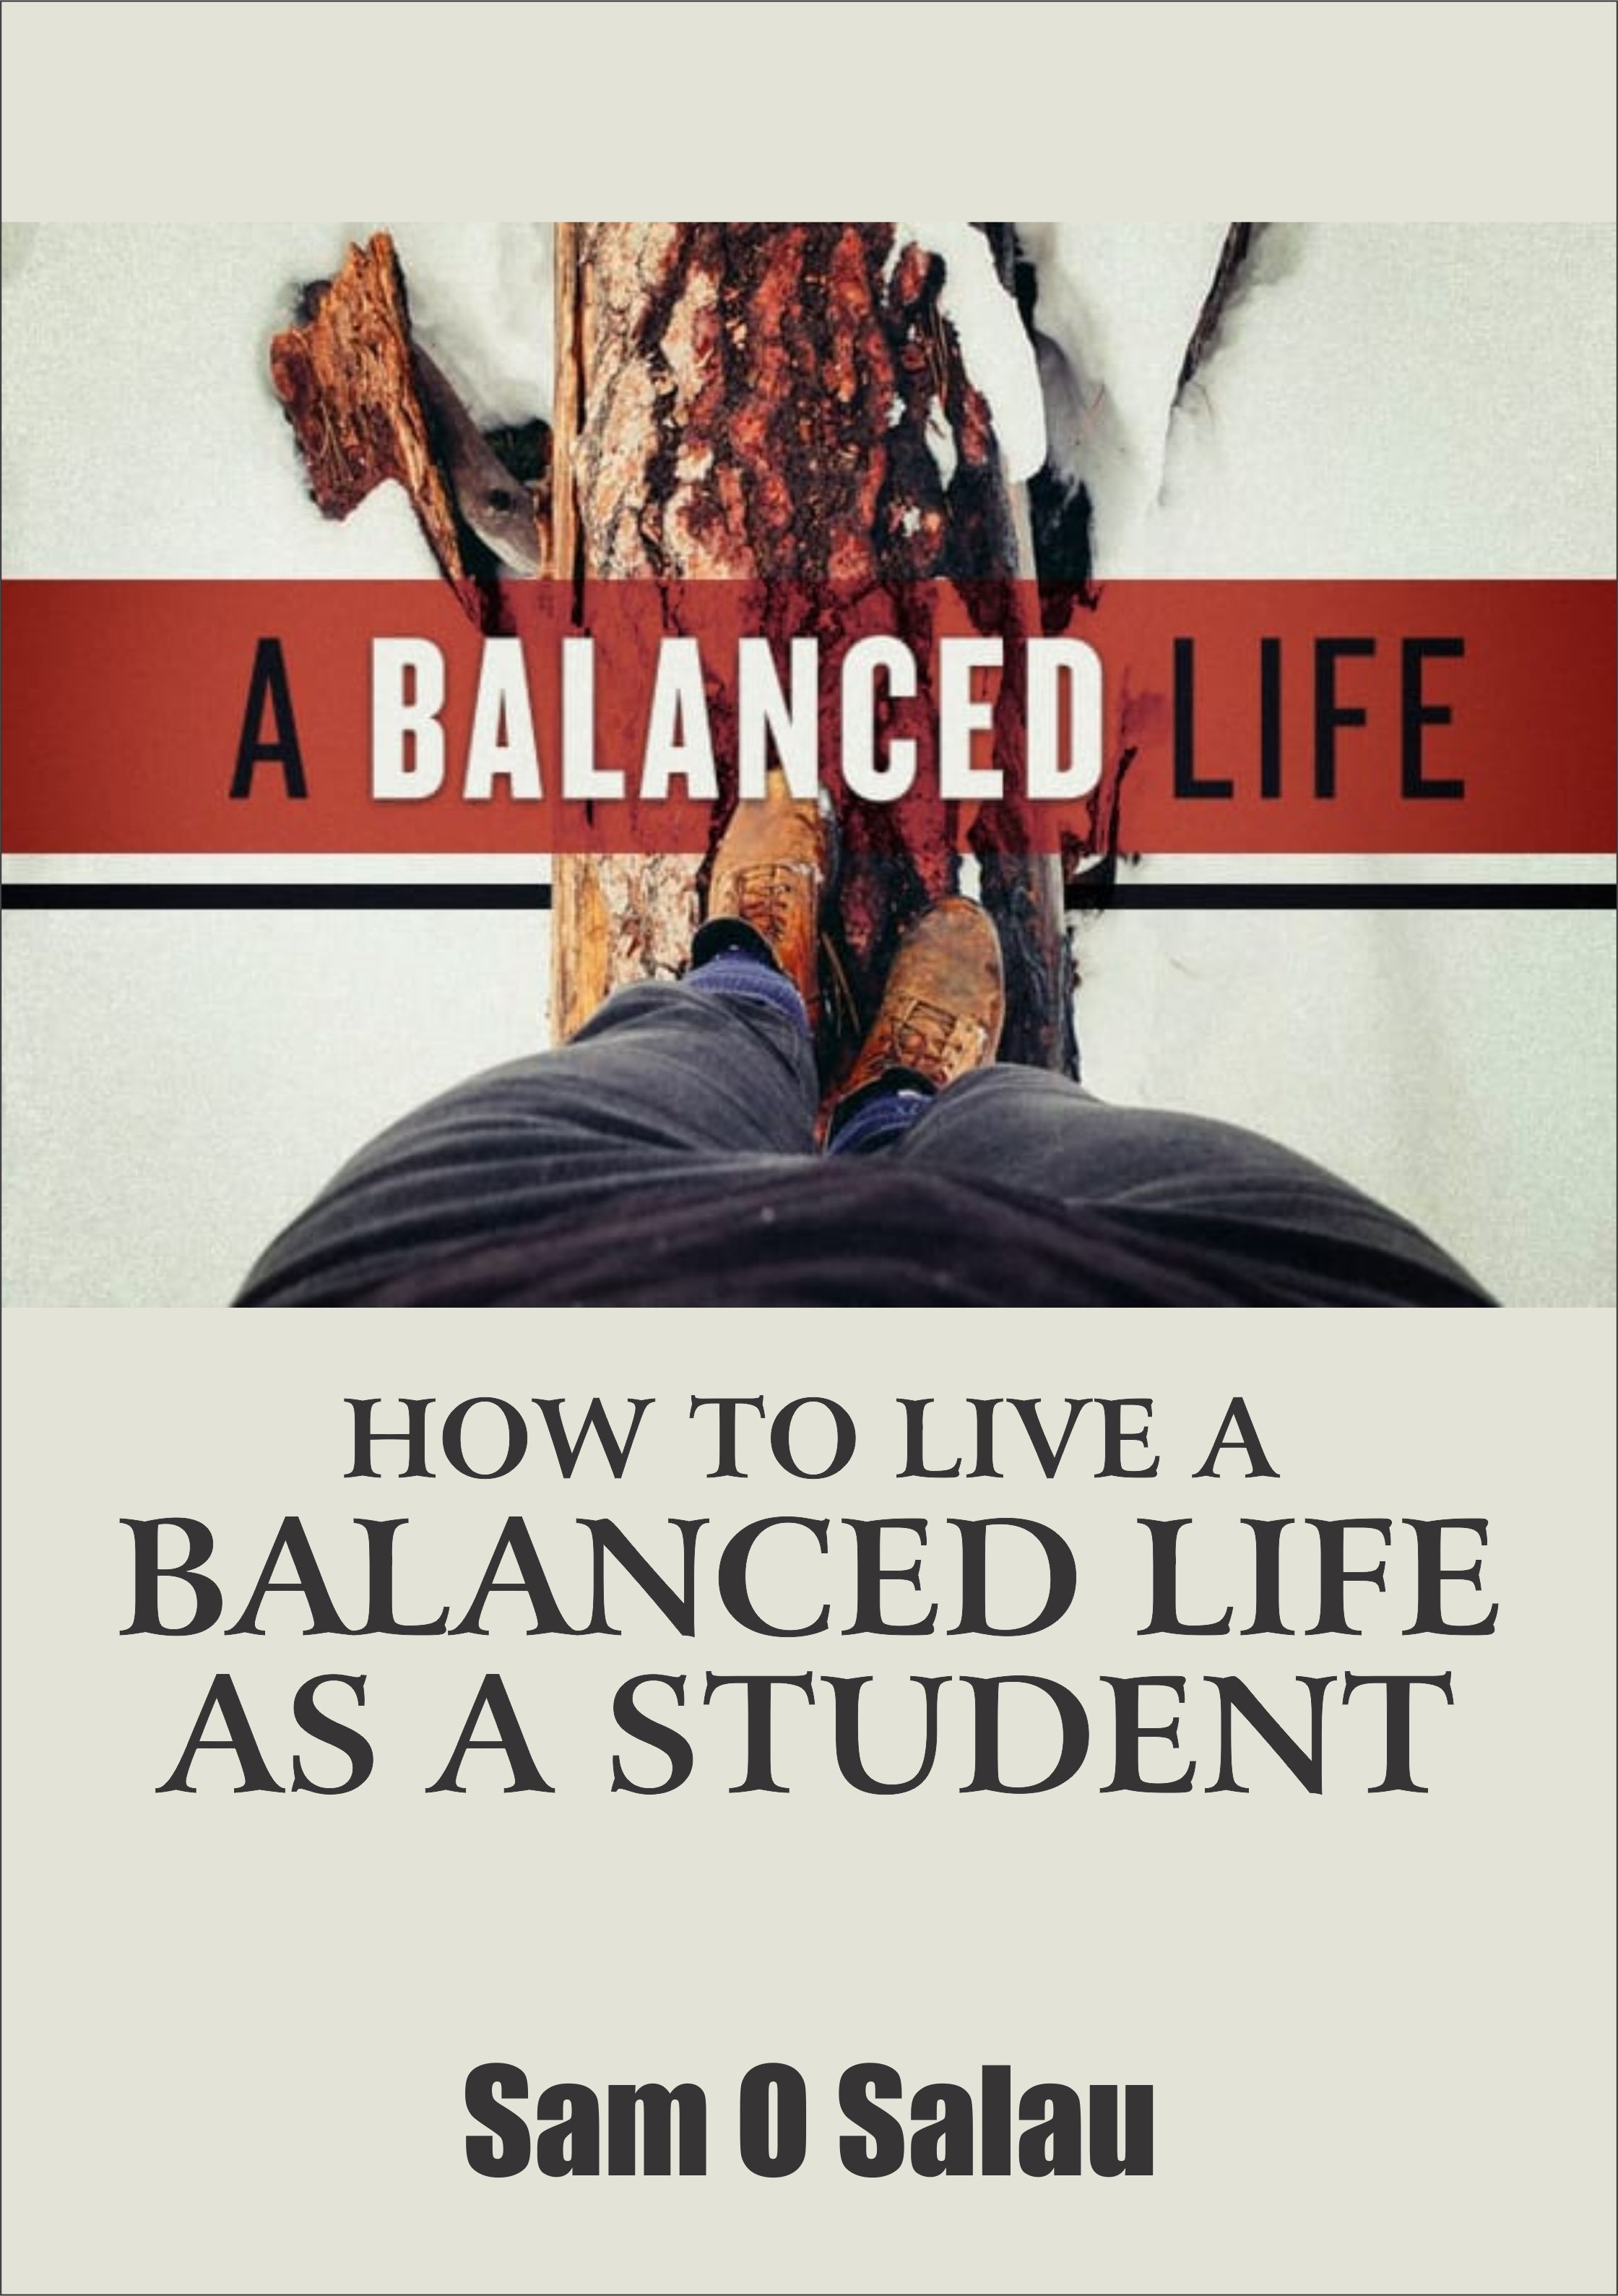 A BALANCED LIFE
HOW TO LIVE A
BALANCED LIFE
AS A STUDENT
Sam O Salau